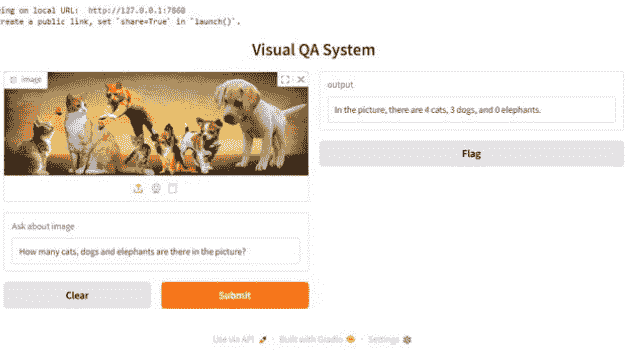 ing on local URL:  http://127.0.0.1:7860
create a public link, set `share=True` in `launch()`.
Visual QA System
image
output
In the picture, there are 4 cats, 3 dogs, and 0 elephants.
Flag
Ask about image
How many cats, dogs and elephants are there in the picture?
Clear
Submit
Use via API · Built with Gradio · Settings